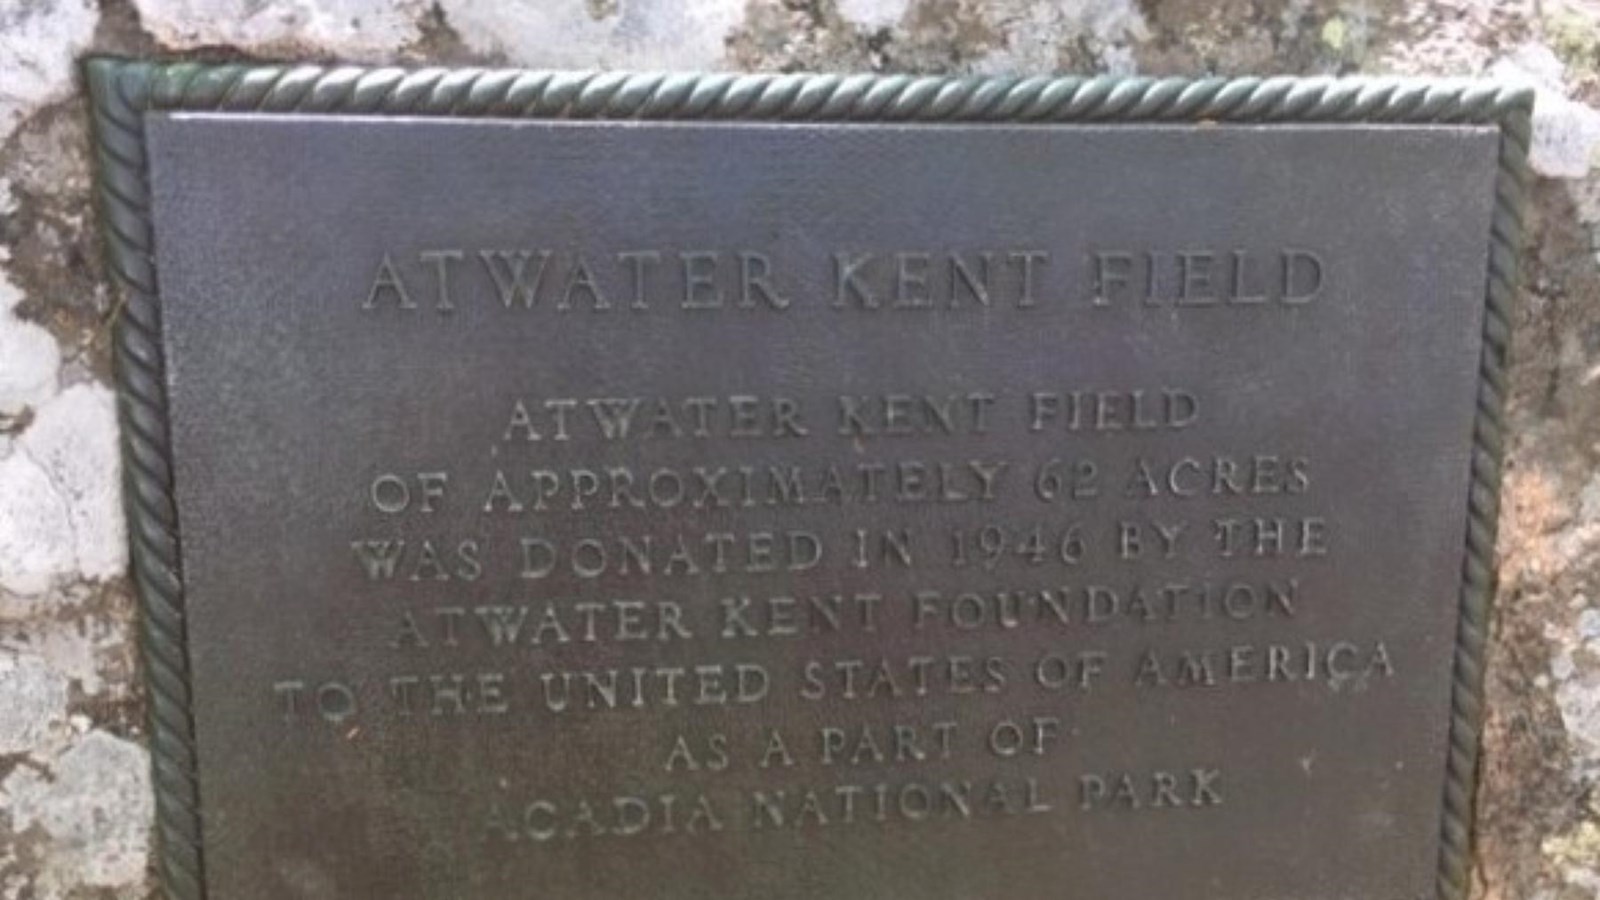 ATWATER KENT FIELD
ATWATER KENT FIELD
OF APPROXIMATELY 62 ACRES
WAS DONATED IN 1946 BY THE
ATWATER KENT FOUNDATION
TO THE UNITED STATES OF AMERICA
AS A PART OF
ACADIA NATIONAL PARK